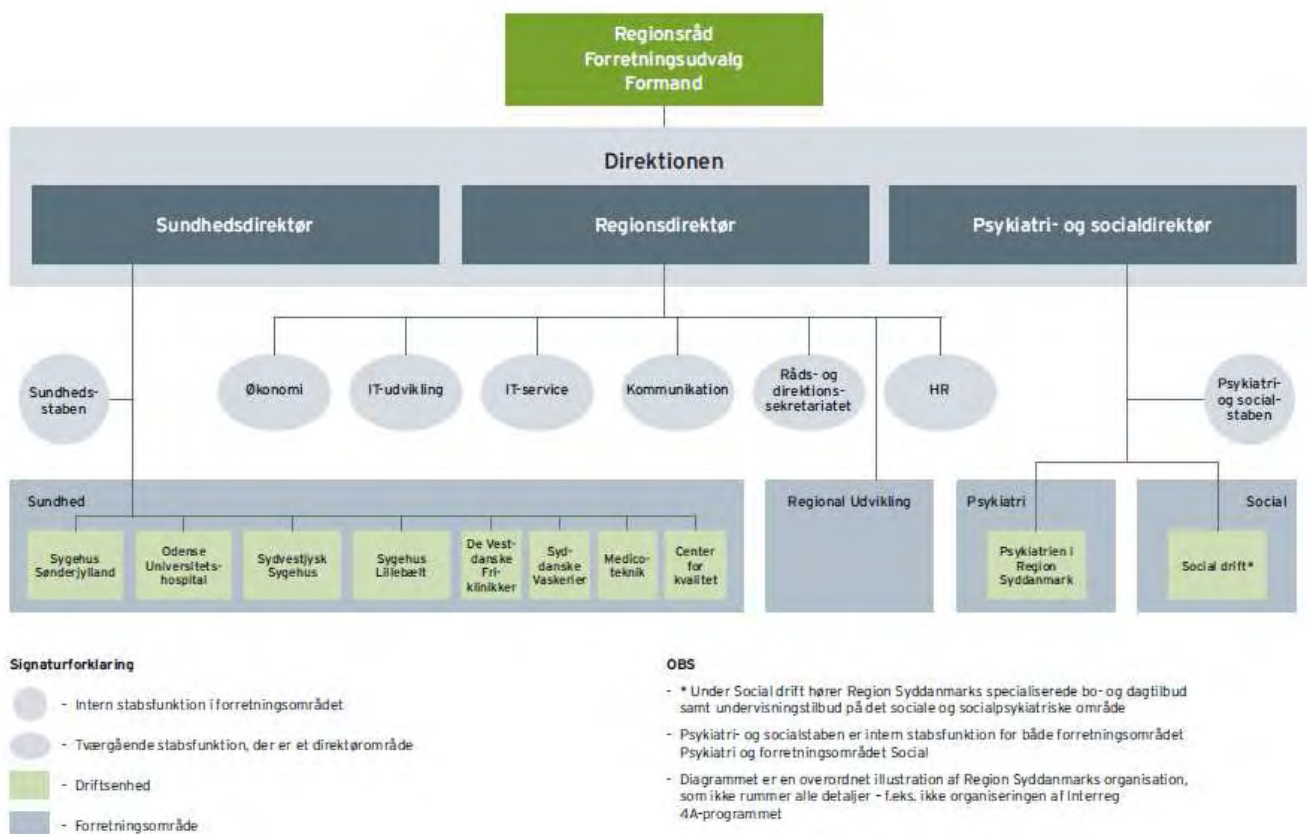 Regionsråd
Forretningsudvalg
Formand
Direktionen
Sundhedsdirektør
Regionsdirektør
Psykiatri- og socialdirektør
Sundheds-
staben
Økonomi
IT-udvikling
IT-service
Kommunikation
Råds- og
direktions-
sekretariatet
HR
Psykiatri-
og social-
staben
Sundhed
Sygehus
Sønderjylland
Odense
Universitets-
hospital
Sydvestjysk
Sygehus
Sygehus
Lillebælt
De Vest-
danske
Fri-
klinikker
Syd-
danske
Vaskerier
Medico-
teknik
Center
for
kvalitet
Regional Udvikling
Psykiatri
Psykiatrien i
Region
Syddanmark
Social
Social drift*
Signaturforklaring
- Intern stabsfunktion i forretningsområdet
- Tværgående stabsfunktion, der er et direktørområde
- Driftsenhed
- Forretningsområde
OBS
- * Under Social drift hører Region Syddanmarks specialiserede bo- og dagtilbud
samt undervisningstilbud på det sociale og socialpsykiatriske område
- Psykiatri- og socialstaben er intern stabsfunktion for både forretningsområdet
Psykiatri og forretningsområdet Social
- Diagrammet er en overordnet illustration af Region Syddanmarks organisation,
som ikke rummer alle detaljer – f.eks. ikke organiseringen af Interreg
4A-programmet